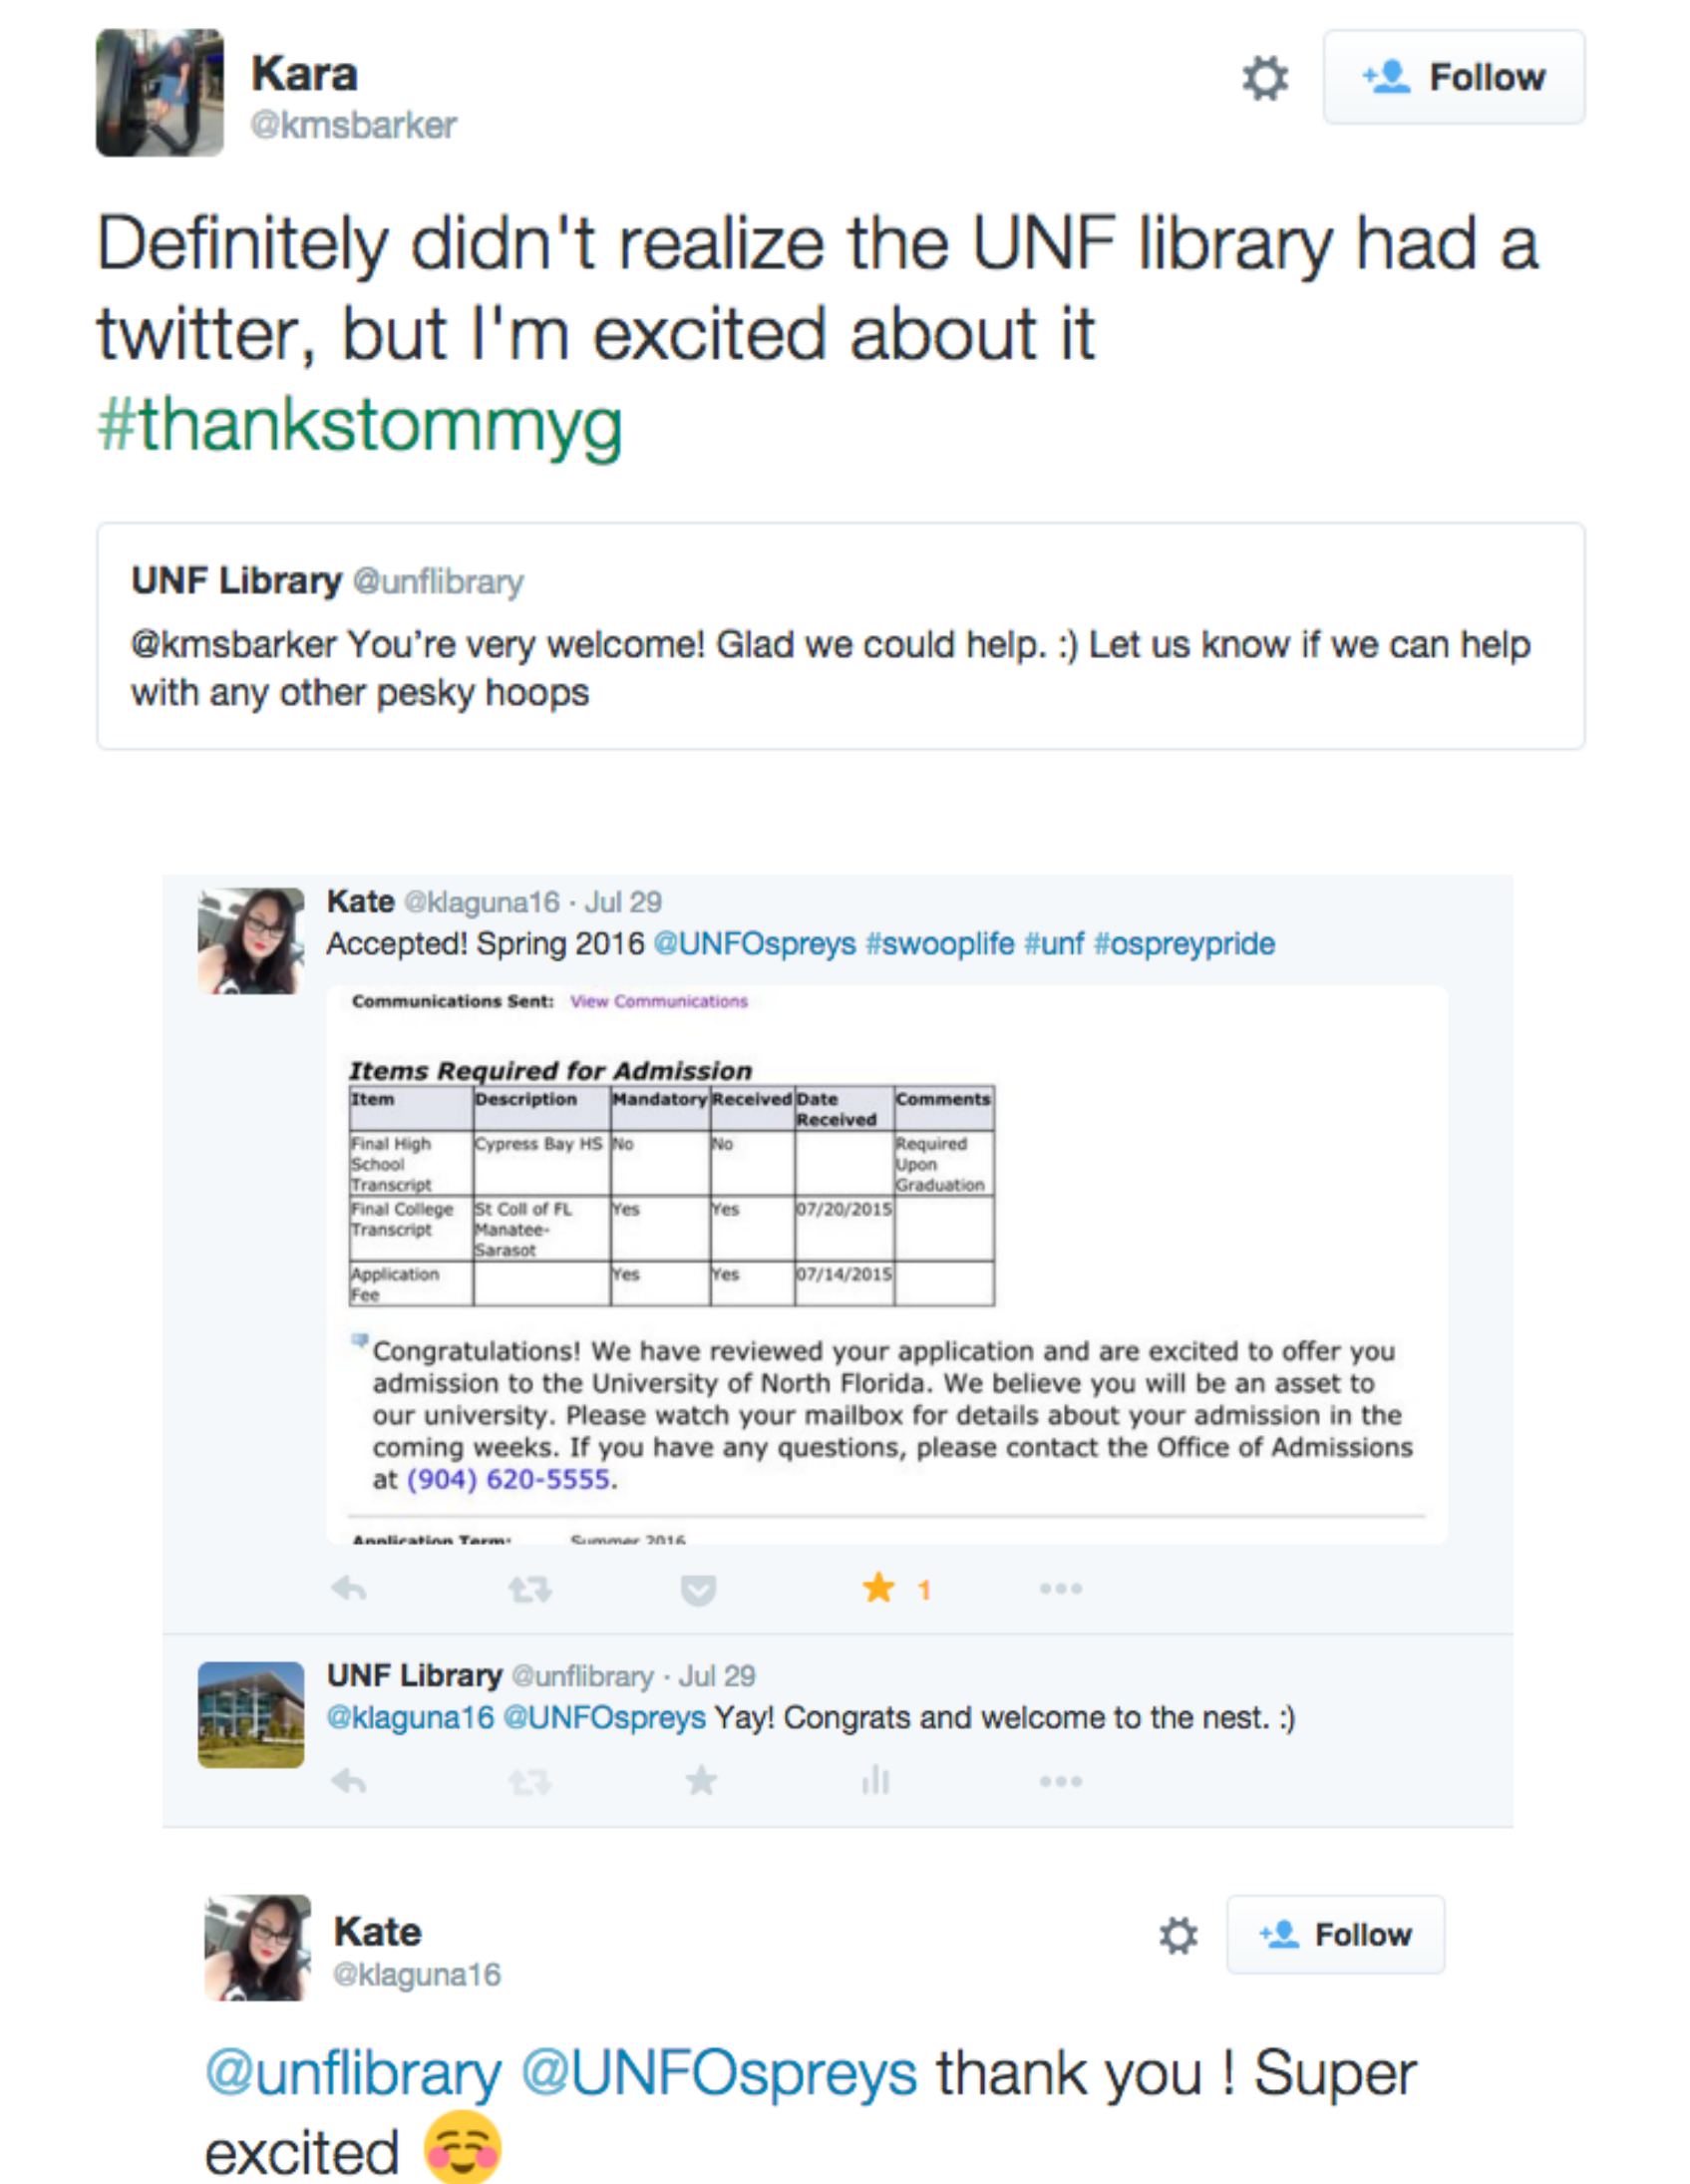 Kara
@kmsbarker
Follow
Definitely didn't realize the UNF library had a
twitter, but I'm excited about it
#thankstommyg
UNF Library @unflibrary
@kmsbarker You're very welcome! Glad we could help. :) Let us know if we can help
with any other pesky hoops
Kate @klaguna16 · Jul 29
Accepted! Spring 2016 @UNFOspreys #swooplife #unf #ospreypride
Communications Sent: View Communications
Items Required for Admission
Item Description Mandatory Received Date Received Comments
Final High School Transcript Cypress Bay HS No No Required Upon Graduation
Final College Transcript St Coll of FL Manatee-Sarasot Yes Yes 07/20/2015
Application Fee Yes Yes 07/14/2015
Congratulations! We have reviewed your application and are excited to offer you
admission to the University of North Florida. We believe you will be an asset to
our university. Please watch your mailbox for details about your admission in the
coming weeks. If you have any questions, please contact the Office of Admissions
at (904) 620-5555.
Application Term: Summer 2016
1
UNF Library @unflibrary · Jul 29
@klaguna16 @UNFOspreys Yay! Congrats and welcome to the nest. :)
Kate
@klaguna16
Follow
@unflibrary @UNFOspreys thank you ! Super
excited ☺️